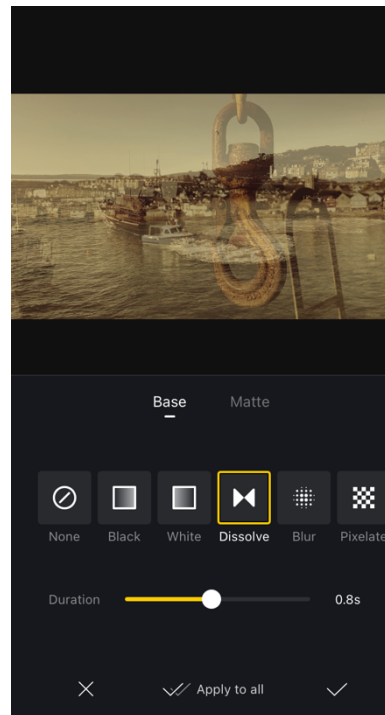 Base Matte
None Black White Dissolve Blur Pixelate
Duration 0.8s
Apply to all